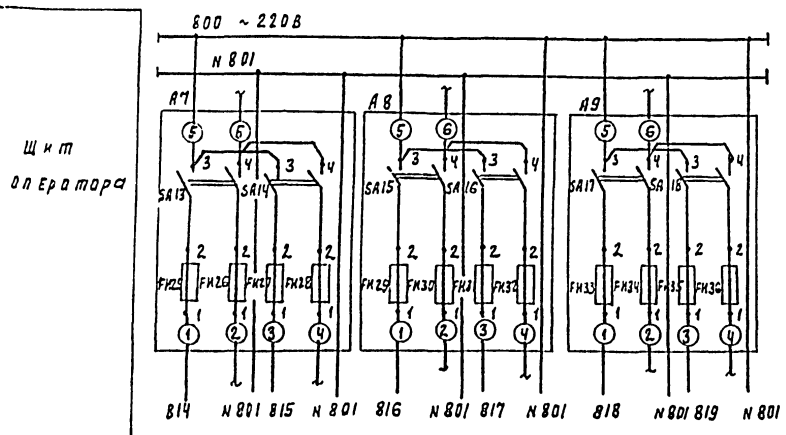 800 ~ 220В
N 801
А7 А8 А9
Щит
оператора
5 6 5 6 5 6
3 4 3 4 3 4 3 4 3 4 3 4
SA13 SA14 SA15 SA16 SA17 SA18
2 2 2 2 2 2 2 2 2 2 2 2
FU25 FU26 FU27 FU28 FU29 FU30 FU31 FU32 FU33 FU34 FU35 FU36
1 1 1 1 1 1 1 1 1 1 1 1
1 2 3 4 1 2 3 4 1 2 3 4
814 N 801 815 N 801 816 N 801 817 N 801 818 N 801 819 N 801